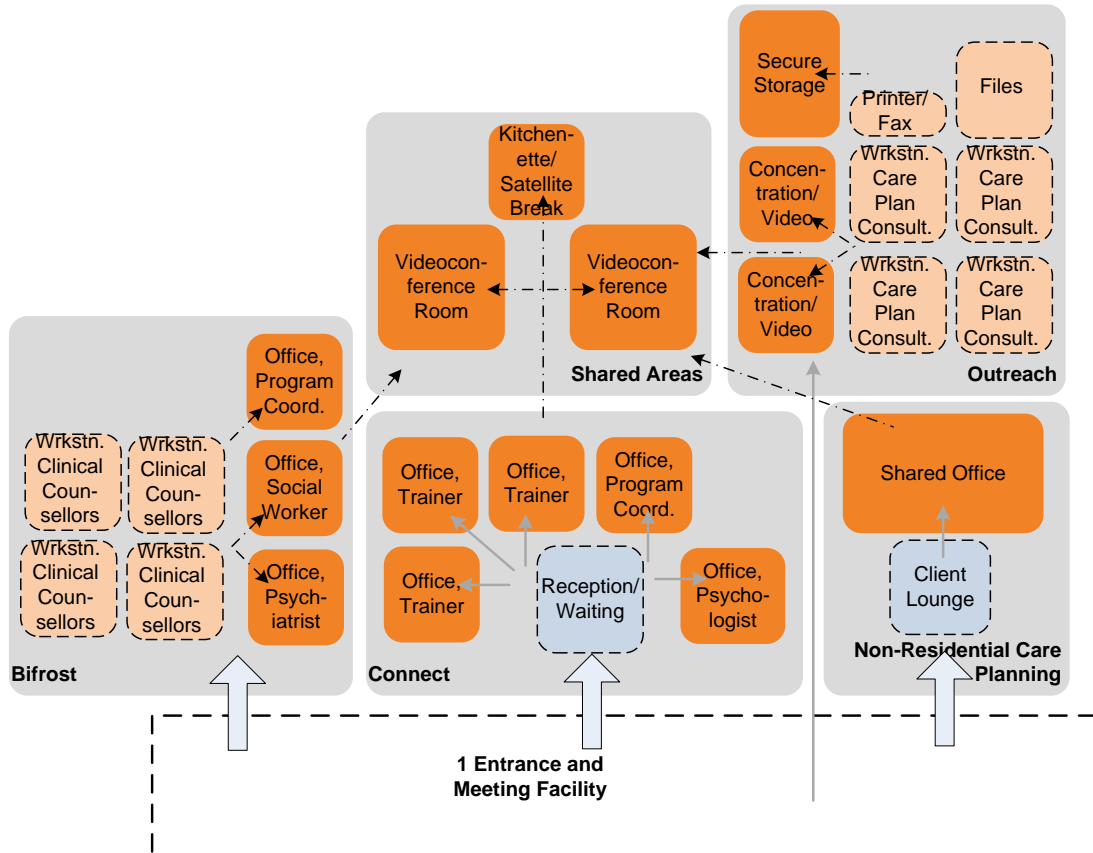 Secure
Storage
Printer/
Fax
Files
Kitchen-
ette/
Satellite
Break
Concen-
tration/
Video
Wrkstn.
Care
Plan
Consult.
Wrkstn.
Care
Plan
Consult.
Videocon-
ference
Room
Videocon-
ference
Room
Concen-
tration/
Video
Wrkstn.
Care
Plan
Consult.
Wrkstn.
Care
Plan
Consult.
Shared Areas
Outreach
Office,
Program
Coord.
Wrkstn.
Clinical
Coun-
sellors
Wrkstn.
Clinical
Coun-
sellors
Office,
Social
Worker
Wrkstn.
Clinical
Coun-
sellors
Wrkstn.
Clinical
Coun-
sellors
Office,
Psych-
iatrist
Bifrost
Office,
Trainer
Office,
Trainer
Office,
Program
Coord.
Office,
Trainer
Reception/
Waiting
Office,
Psycho-
logist
Connect
Shared Office
Client
Lounge
Non-Residential Care
Planning
1 Entrance and
Meeting Facility